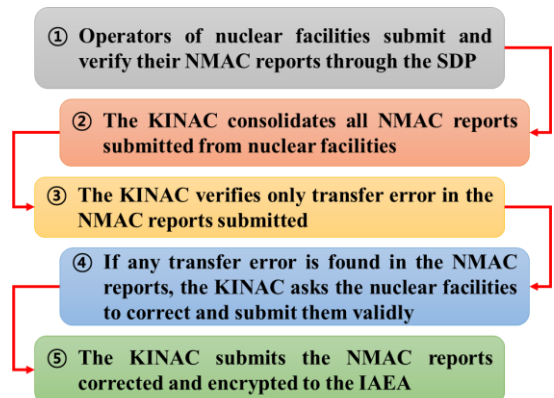 ① Operators of nuclear facilities submit and
verify their NMAC reports through the SDP
② The KINAC consolidates all NMAC reports
submitted from nuclear facilities
③ The KINAC verifies only transfer error in the
NMAC reports submitted
④ If any transfer error is found in the NMAC
reports, the KINAC asks the nuclear facilities
to correct and submit them validly
⑤ The KINAC submits the NMAC reports
corrected and encrypted to the IAEA